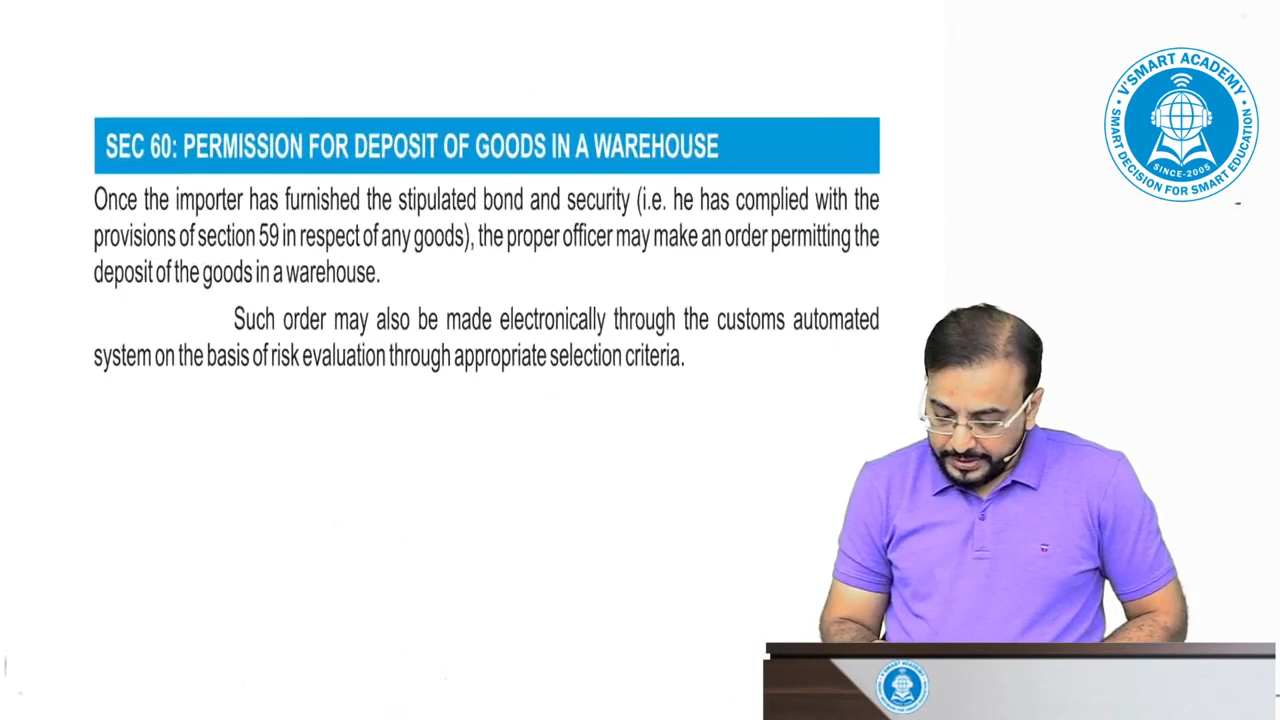 SEC 60: PERMISSION FOR DEPOSIT OF GOODS IN A WAREHOUSE
Once the importer has furnished the stipulated bond and security (i.e. he has complied with the
provisions of section 59 in respect of any goods), the proper officer may make an order permitting the
deposit of the goods in a warehouse.
Such order may also be made electronically through the customs automated
system on the basis of risk evaluation through appropriate selection criteria.
V'SMART ACADEMY
SINCE-2005
SMART DECISION FOR SMART EDUCATION
V'SMART ACADEMY